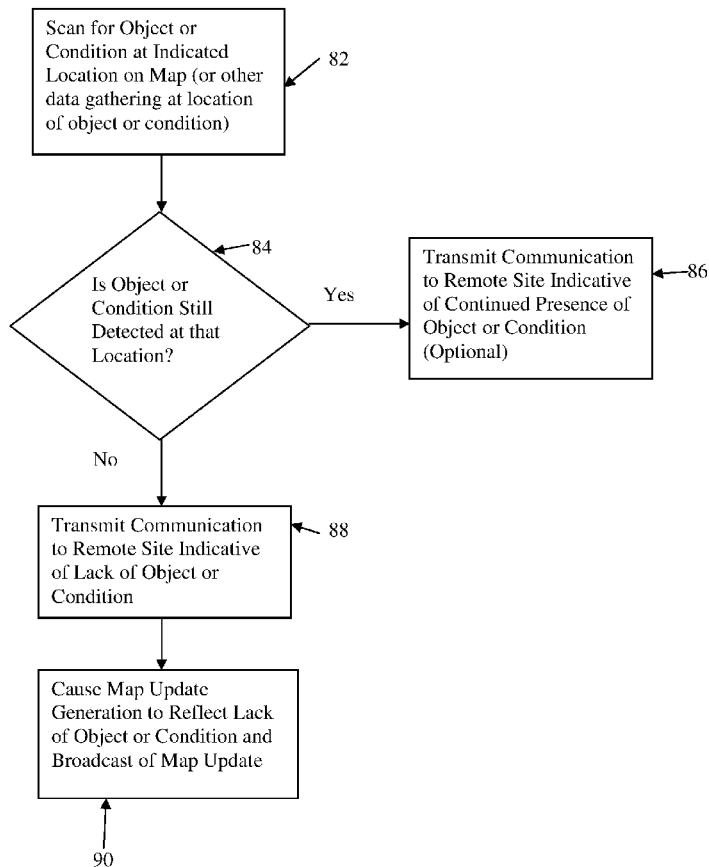 Scan for Object or
Condition at Indicated
Location on Map (or other
data gathering at location
of object or condition)
82
84
Is Object or
Condition Still
Detected at that
Location?
Yes
Transmit Communication
to Remote Site Indicative
of Continued Presence of
Object or Condition
(Optional)
86
No
Transmit Communication
to Remote Site Indicative
of Lack of Object or
Condition
88
Cause Map Update
Generation to Reflect Lack
of Object or Condition and
Broadcast of Map Update
90